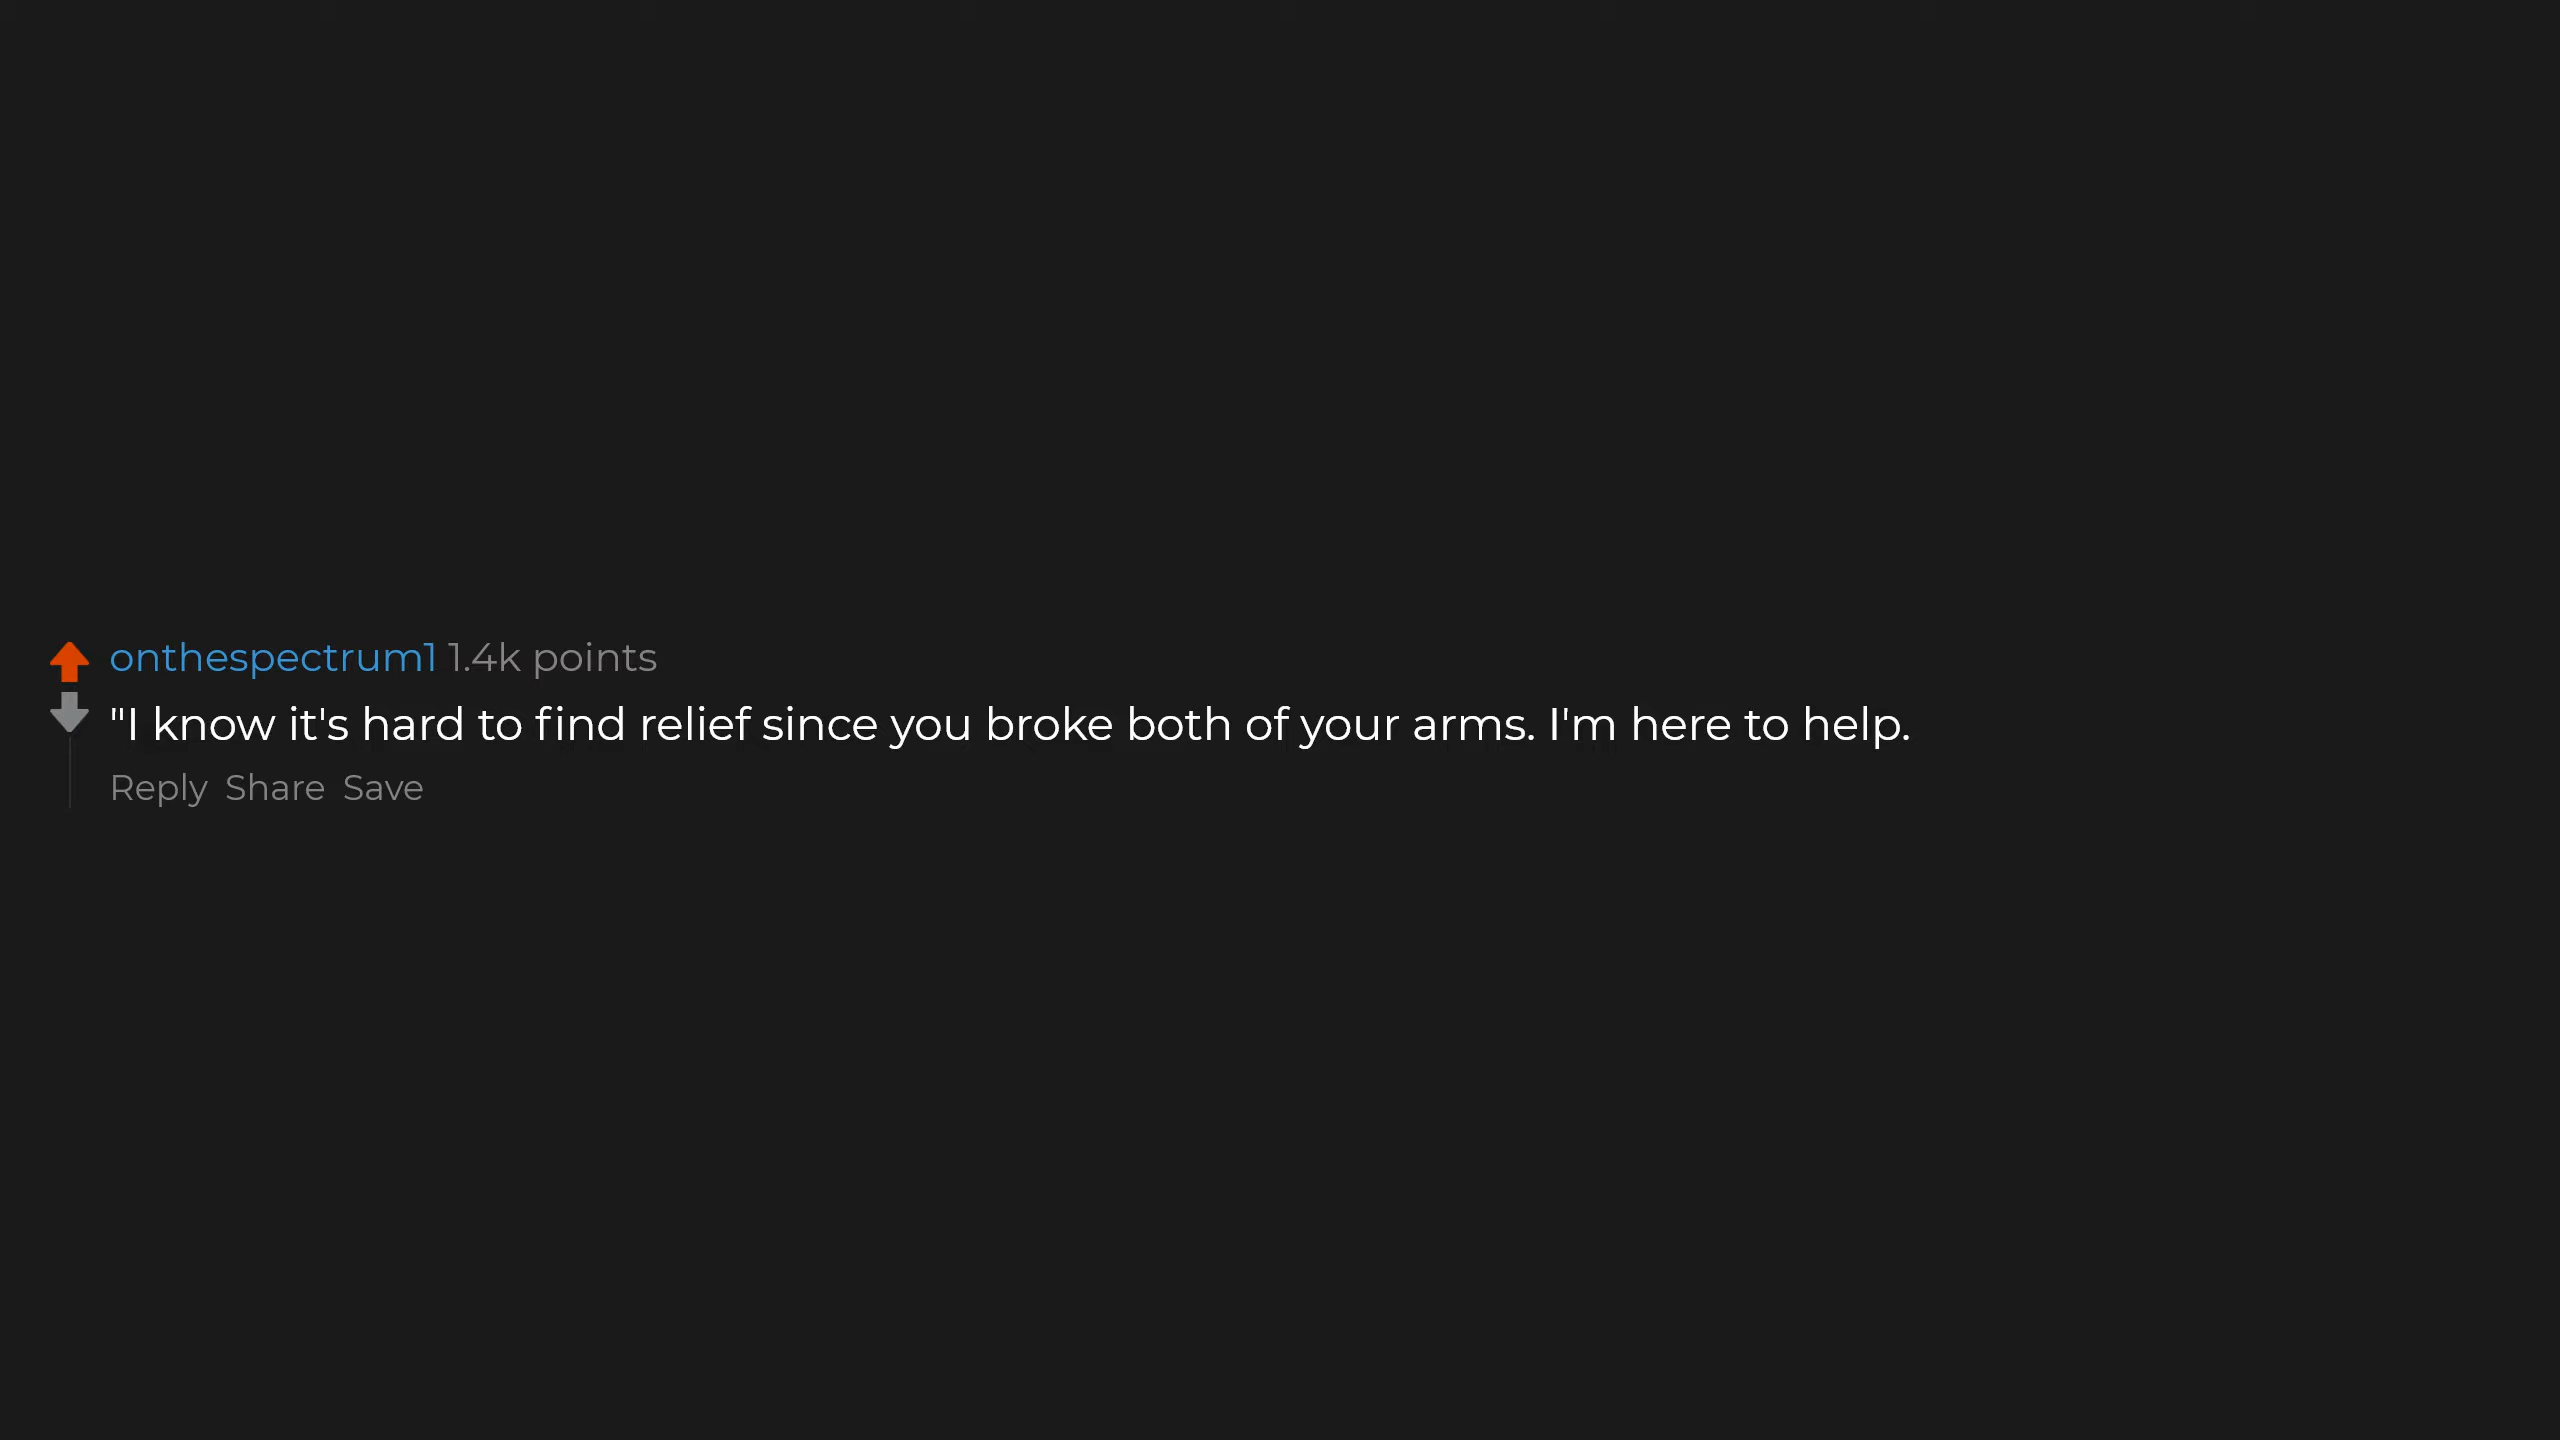 onthespectrum1 1.4k points
"I know it's hard to find relief since you broke both of your arms. I'm here to help.
Reply Share Save